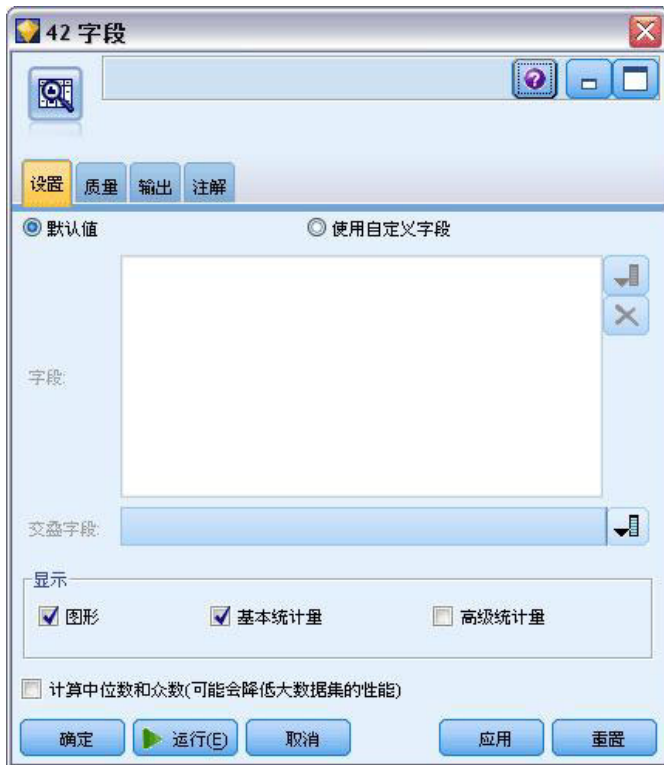 42 字段
?
设置 质量 输出 注解
默认值 使用自定义字段
字段:
交叠字段:
显示
图形 基本统计量 高级统计量
计算中位数和众数(可能会降低大数据集的性能)
确定 运行(E) 取消 应用 重置